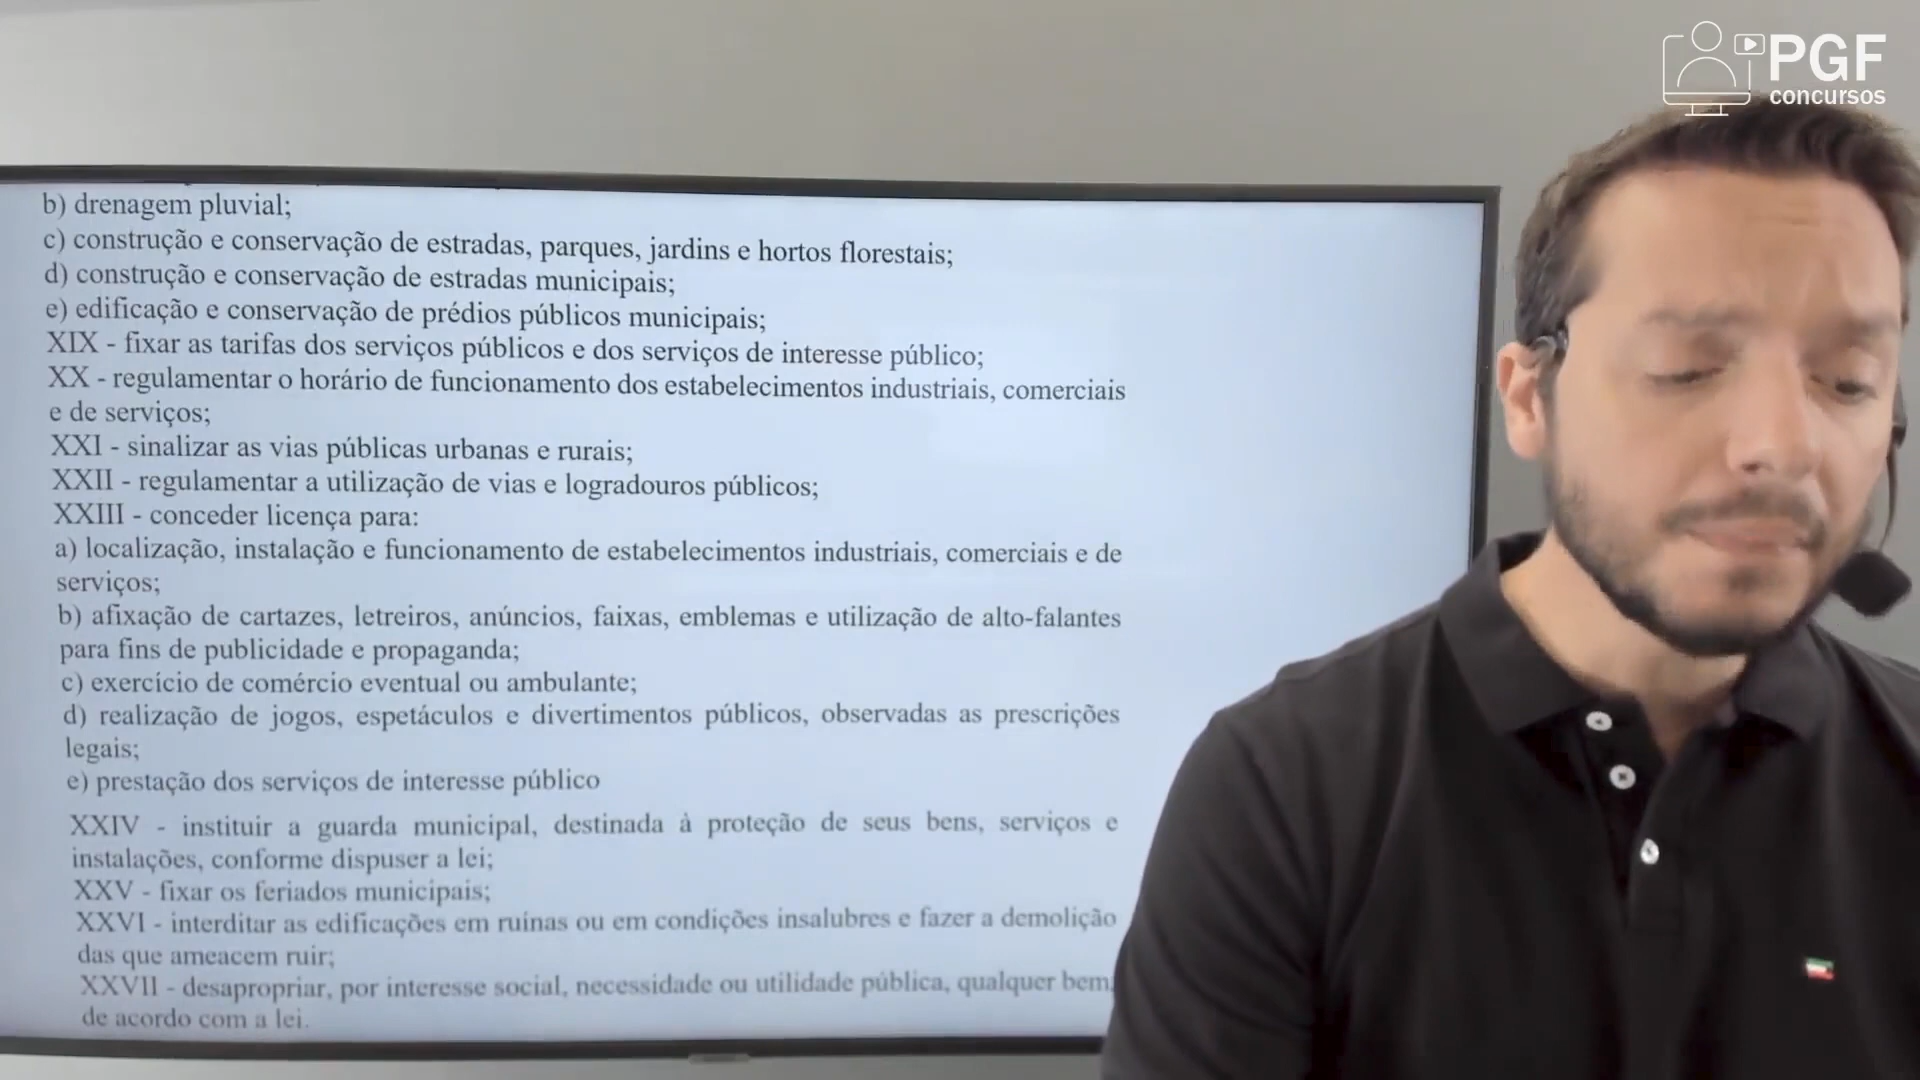 PGF
concursos
b) drenagem pluvial;
c) construção e conservação de estradas, parques, jardins e hortos florestais;
d) construção e conservação de estradas municipais;
e) edificação e conservação de prédios públicos municipais;
XIX - fixar as tarifas dos serviços públicos e dos serviços de interesse público;
XX - regulamentar o horário de funcionamento dos estabelecimentos industriais, comerciais
e de serviços;
XXI - sinalizar as vias públicas urbanas e rurais;
XXII - regulamentar a utilização de vias e logradouros públicos;
XXIII - conceder licença para:
a) localização, instalação e funcionamento de estabelecimentos industriais, comerciais e de
serviços;
b) afixação de cartazes, letreiros, anúncios, faixas, emblemas e utilização de alto-falantes
para fins de publicidade e propaganda;
c) exercício de comércio eventual ou ambulante;
d) realização de jogos, espetáculos e divertimentos públicos, observadas as prescrições
legais;
e) prestação dos serviços de interesse público
XXIV - instituir a guarda municipal, destinada à proteção de seus bens, serviços e
instalações, conforme dispuser a lei;
XXV - fixar os feriados municipais;
XXVI - interditar as edificações em ruínas ou em condições insalubres e fazer a demolição
das que ameacem ruir;
XXVII - desapropriar, por interesse social, necessidade ou utilidade pública, qualquer bem,
de acordo com a lei.